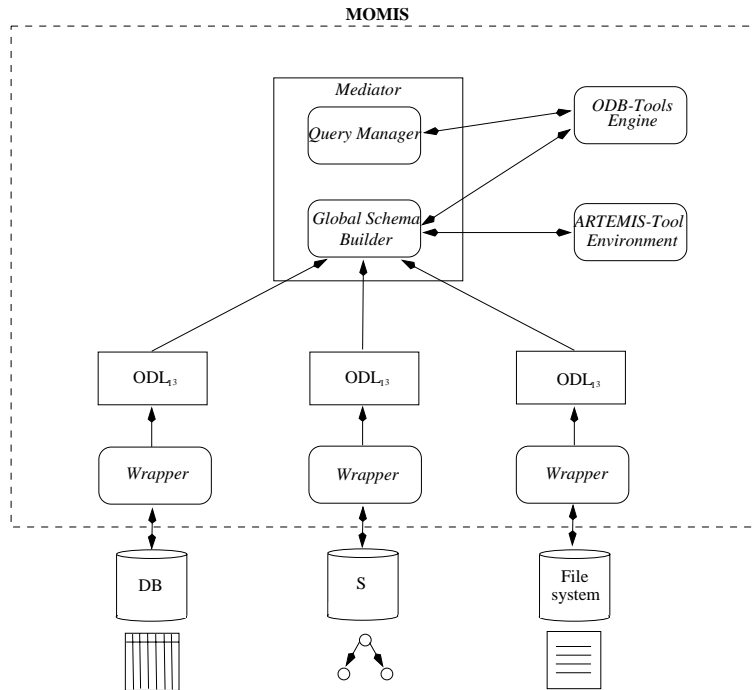 MOMIS
Mediator
Query Manager
ODB-Tools
Engine
Global Schema
Builder
ARTEMIS-Tool
Environment
ODL I3
ODL I3
ODL I3
Wrapper
Wrapper
Wrapper
DB
S
File
system